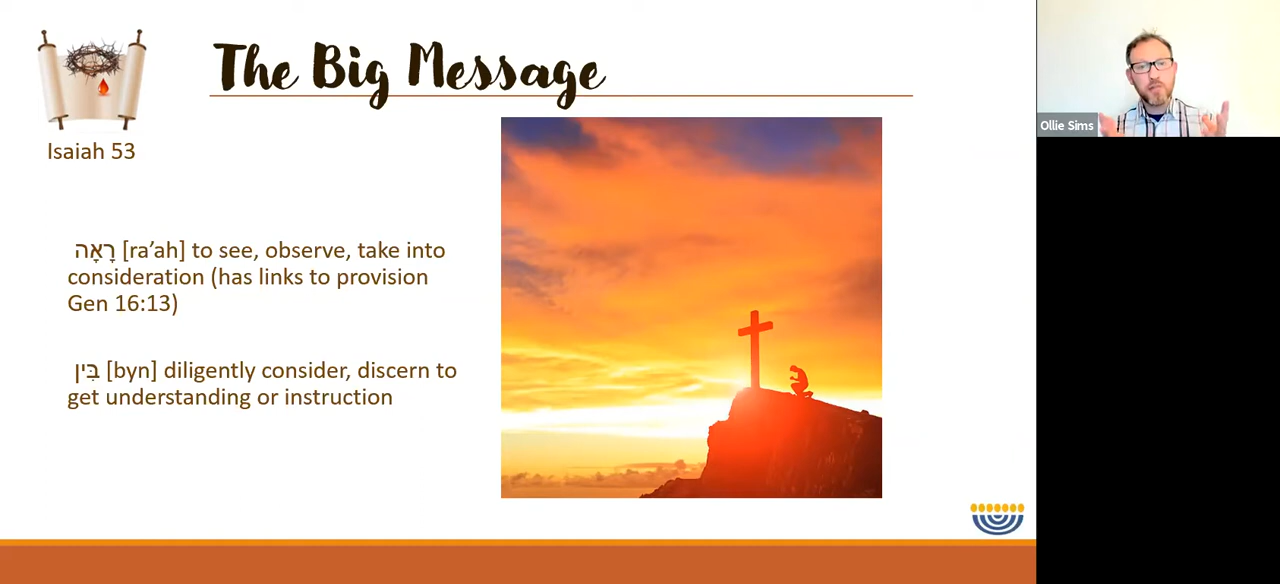 The Big Message
Isaiah 53
רָאָה [ra’ah] to see, observe, take into
consideration (has links to provision
Gen 16:13)
בִּין [byn] diligently consider, discern to
get understanding or instruction
Ollie Sims